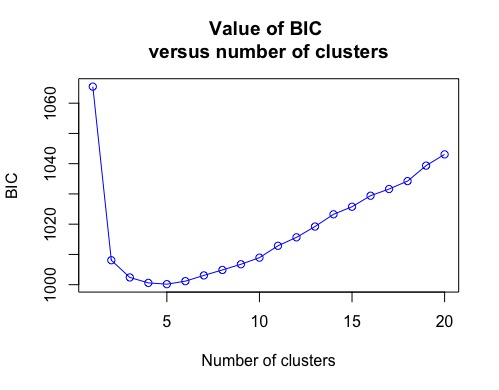 Value of BIC
versus number of clusters
BIC
1060
1040
1020
1000
5 10 15 20
Number of clusters